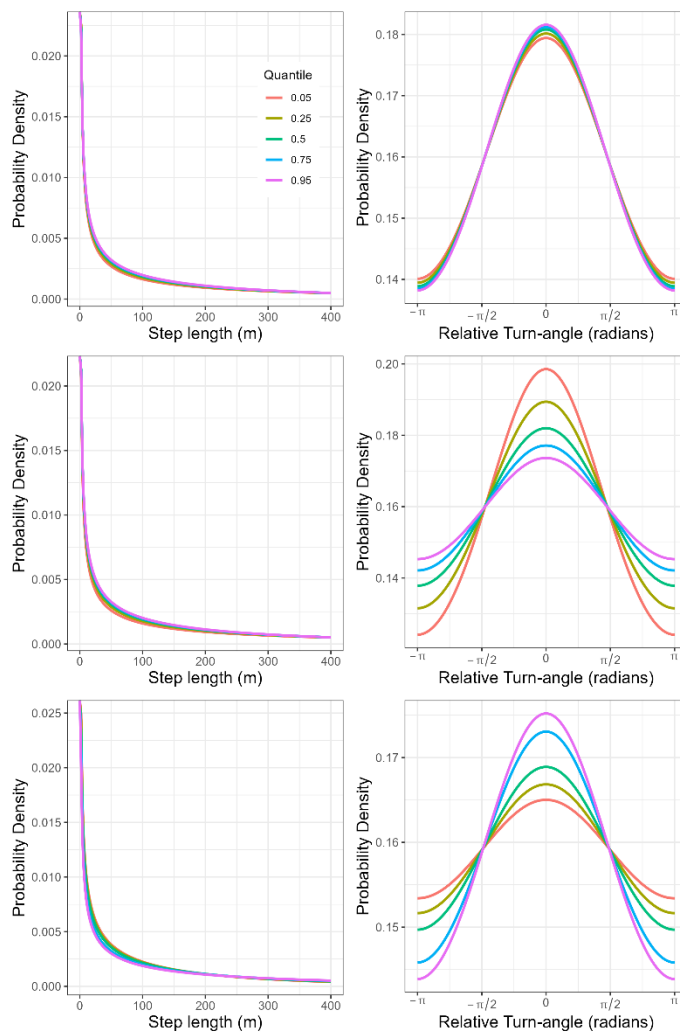 0.020
0.015
0.010
0.005
0.000
Probability Density
0 100 200 300 400
Step length (m)
Quantile
0.05
0.25
0.5
0.75
0.95
0.18
0.17
0.16
0.15
0.14
Probability Density
−π −π/2 0 π/2 π
Relative Turn-angle (radians)
0.020
0.015
0.010
0.005
0.000
Probability Density
0 100 200 300 400
Step length (m)
0.20
0.18
0.16
0.14
Probability Density
−π −π/2 0 π/2 π
Relative Turn-angle (radians)
0.025
0.020
0.015
0.010
0.005
0.000
Probability Density
0 100 200 300 400
Step length (m)
0.17
0.16
0.15
Probability Density
−π −π/2 0 π/2 π
Relative Turn-angle (radians)